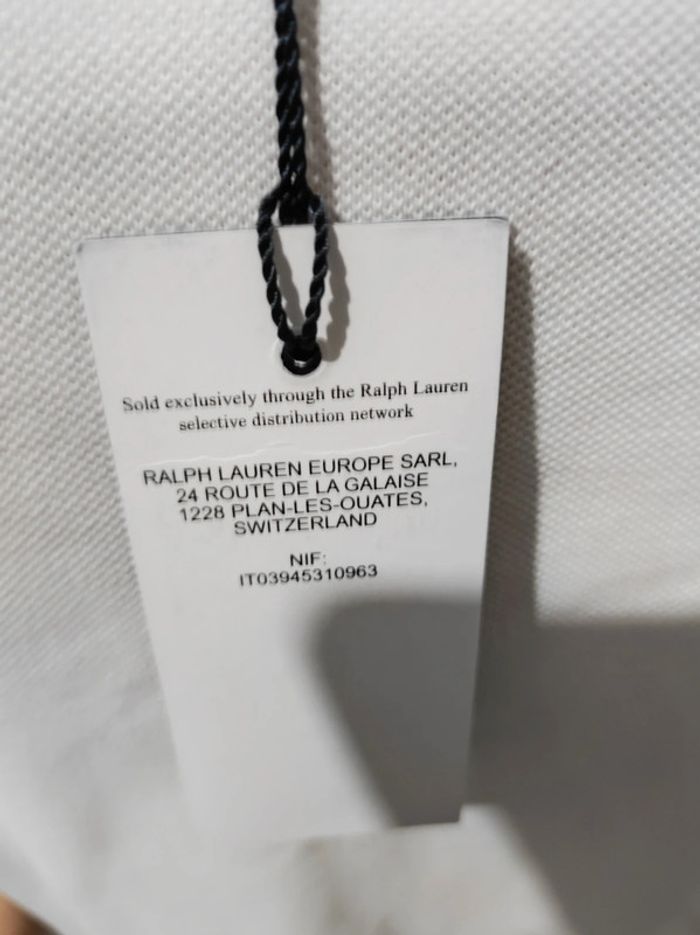 Sold exclusively through the Ralph Lauren
selective distribution network
RALPH LAUREN EUROPE SARL,
24 ROUTE DE LA GALAISE
1228 PLAN-LES-OUATES,
SWITZERLAND
NIF:
IT03945310963